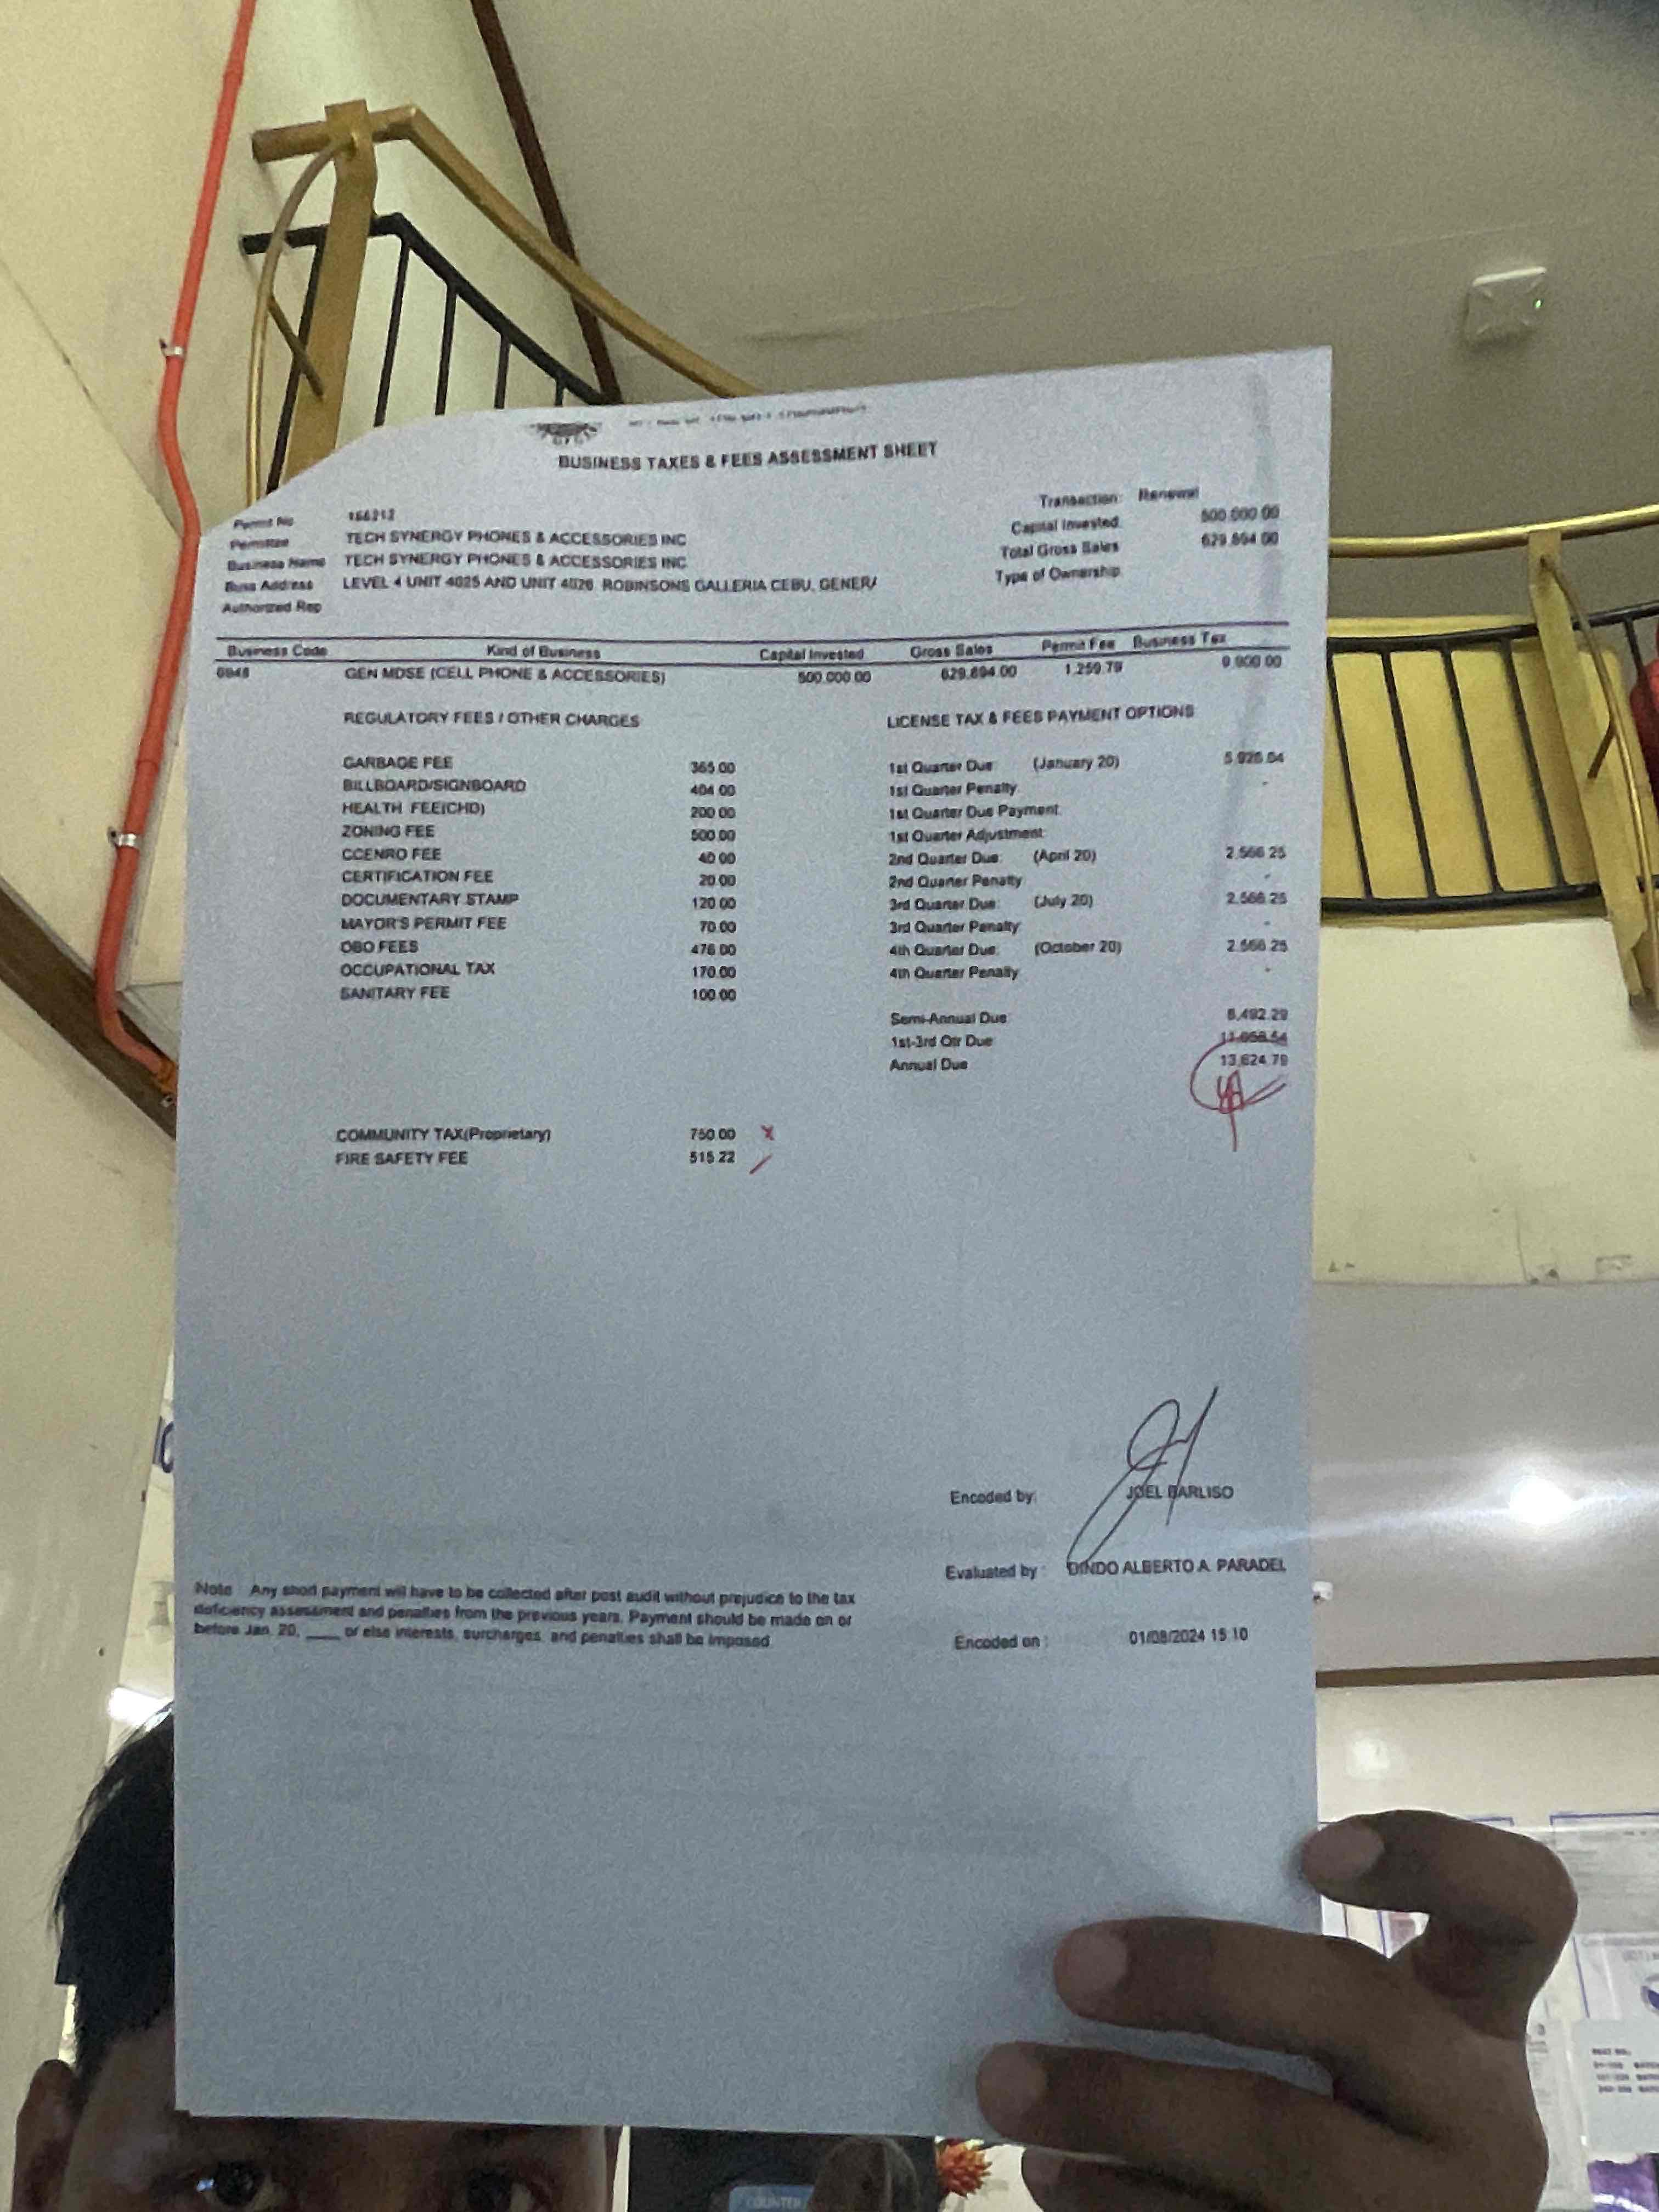 BUSINESS TAXES & FEES ASSESSMENT SHEET
Transaction: Renewal
Capital Invested 500,000.00
Total Gross Sales 629,894.00
Type of Ownership
Permit No 166212
Permittee TECH SYNERGY PHONES & ACCESSORIES INC
Business Name TECH SYNERGY PHONES & ACCESSORIES INC
Buss Address LEVEL 4 UNIT 4025 AND UNIT 4026 ROBINSONS GALLERIA CEBU, GENERA
Authorized Rep
Business Code Kind of Business Capital Invested Gross Sales Permit Fee Business Tax
GEN MDSE (CELL PHONE & ACCESSORIES) 500,000.00 629,894.00 1,259.79
REGULATORY FEES / OTHER CHARGES
GARBAGE FEE 365.00
BILLBOARD/SIGNBOARD 404.00
HEALTH FEE(CHD) 200.00
ZONING FEE 500.00
CCENRO FEE 40.00
CERTIFICATION FEE 20.00
DOCUMENTARY STAMP 120.00
MAYOR'S PERMIT FEE 70.00
OBO FEES 476.00
OCCUPATIONAL TAX 170.00
SANITARY FEE 100.00
COMMUNITY TAX(Proprietary) 750.00
FIRE SAFETY FEE 515.22
LICENSE TAX & FEES PAYMENT OPTIONS
1st Quarter Due: (January 20) 5,926.04
1st Quarter Penalty: -
1st Quarter Due Payment:
1st Quarter Adjustment:
2nd Quarter Due: (April 20) 2,566.25
2nd Quarter Penalty -
3rd Quarter Due: (July 20) 2,566.25
3rd Quarter Penalty: -
4th Quarter Due: (October 20) 2,566.25
4th Quarter Penalty -
Semi-Annual Due: 8,492.29
1st-3rd Qtr Due 11,058.54
Annual Due 13,624.79
Encoded by: JOEL BARLISO
Evaluated by : DINDO ALBERTO A. PARADEL
Encoded on : 01/08/2024 15:10
Note : Any short payment will have to be collected after post audit without prejudice to the tax
deficiency assessment and penalties from the previous years. Payment should be made on or
before Jan. 20, ____ or else interests, surcharges, and penalties shall be imposed.
COUNTER